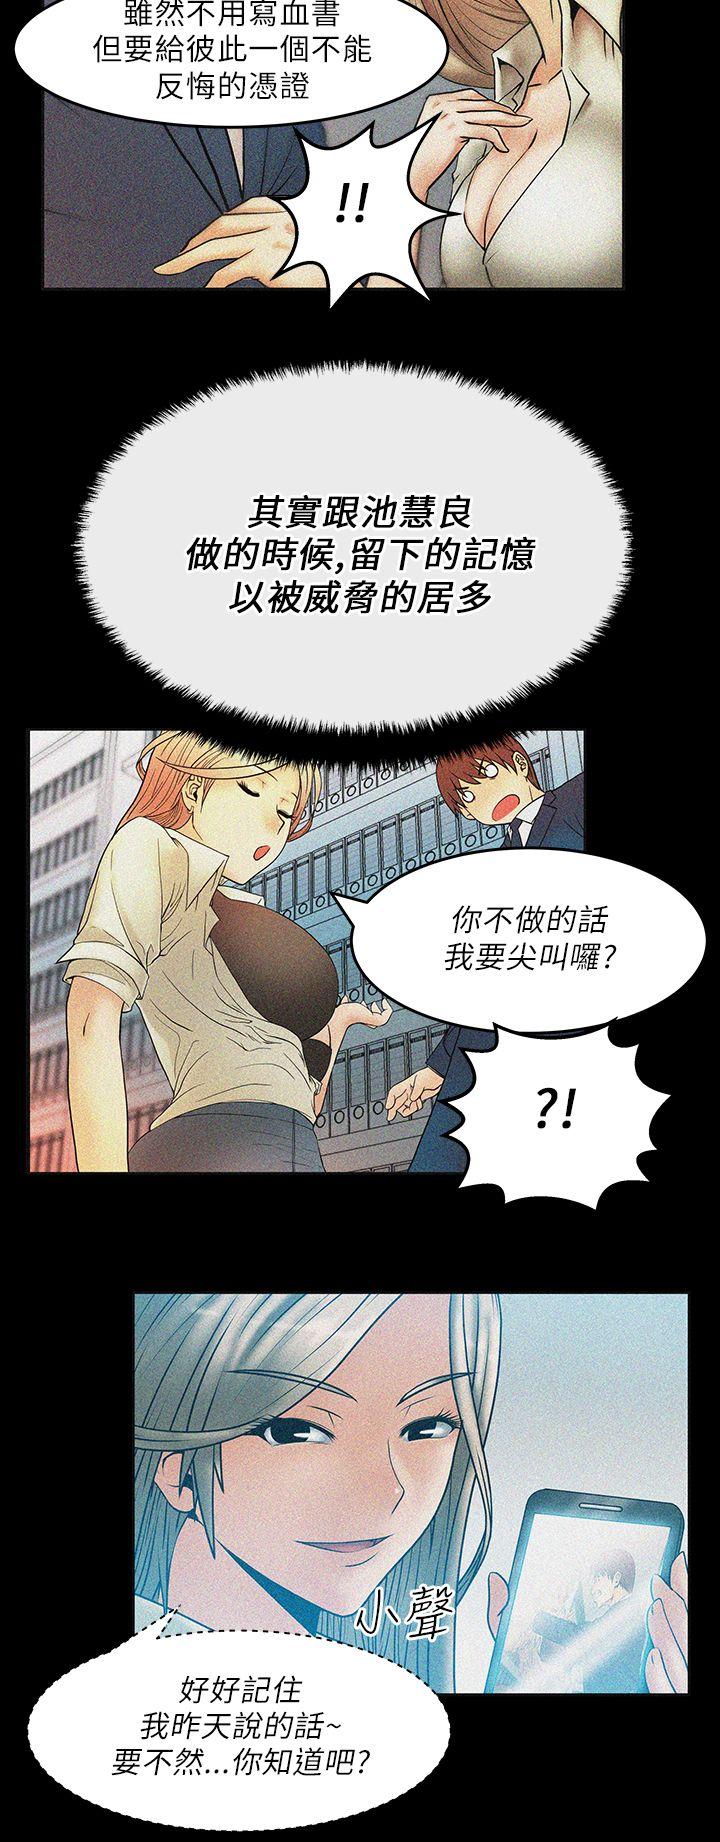 雖然不用寫血書
但要給彼此一個不能
反悔的憑證
!!
其實跟池慧良
做的時候,留下的記憶
以被威脅的居多
你不做的話
我要尖叫囉?
?!
小聲
好好記住
我昨天說的話~
要不然...你知道吧?